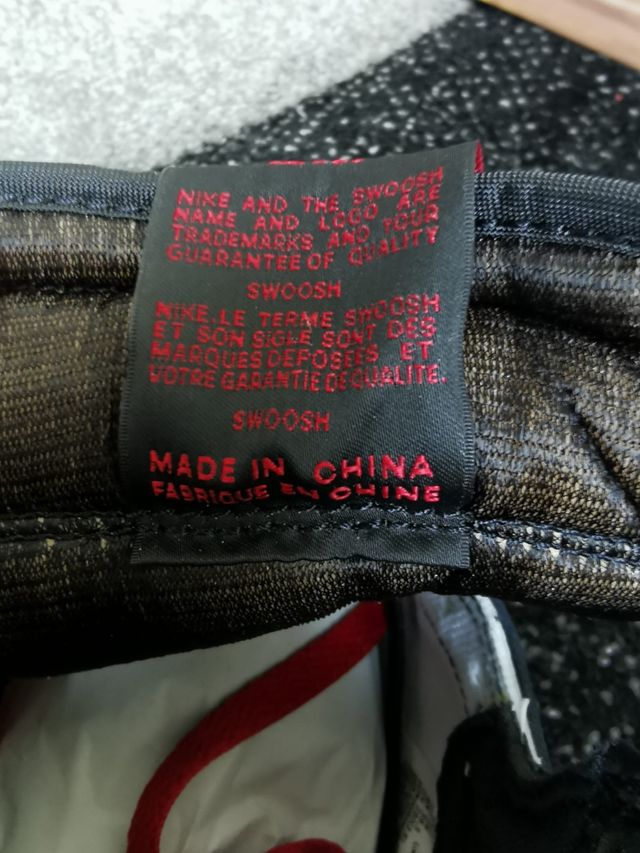 NIKE AND THE SWOOSH
NAME AND LOGO ARE
TRADEMARKS AND YOUR
GUARANTEE OF QUALITY
SWOOSH
NIKE.LE TERME SWOOSH
ET SON SIGLE SONT DES
MARQUES DEPOSEES ET
VOTRE GARANTIE DE QUALITE.
SWOOSH
MADE IN CHINA
FABRIQUE EN CHINE